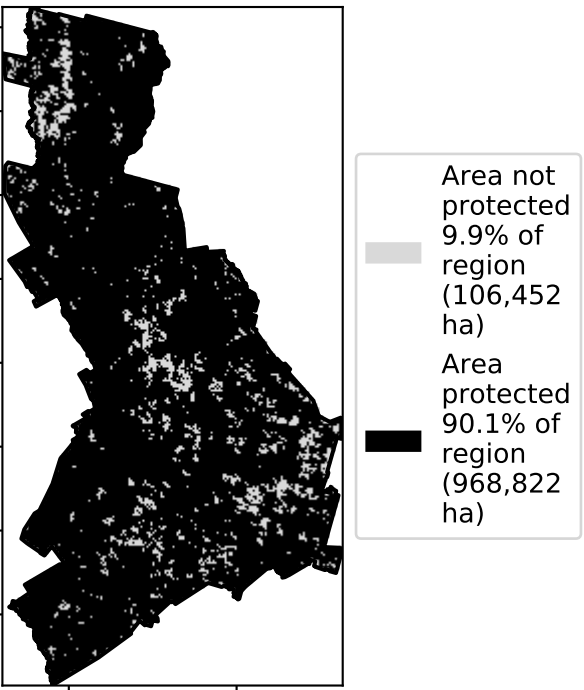 Area not
protected
9.9% of
region
(106,452
ha)
Area
protected
90.1% of
region
(968,822
ha)